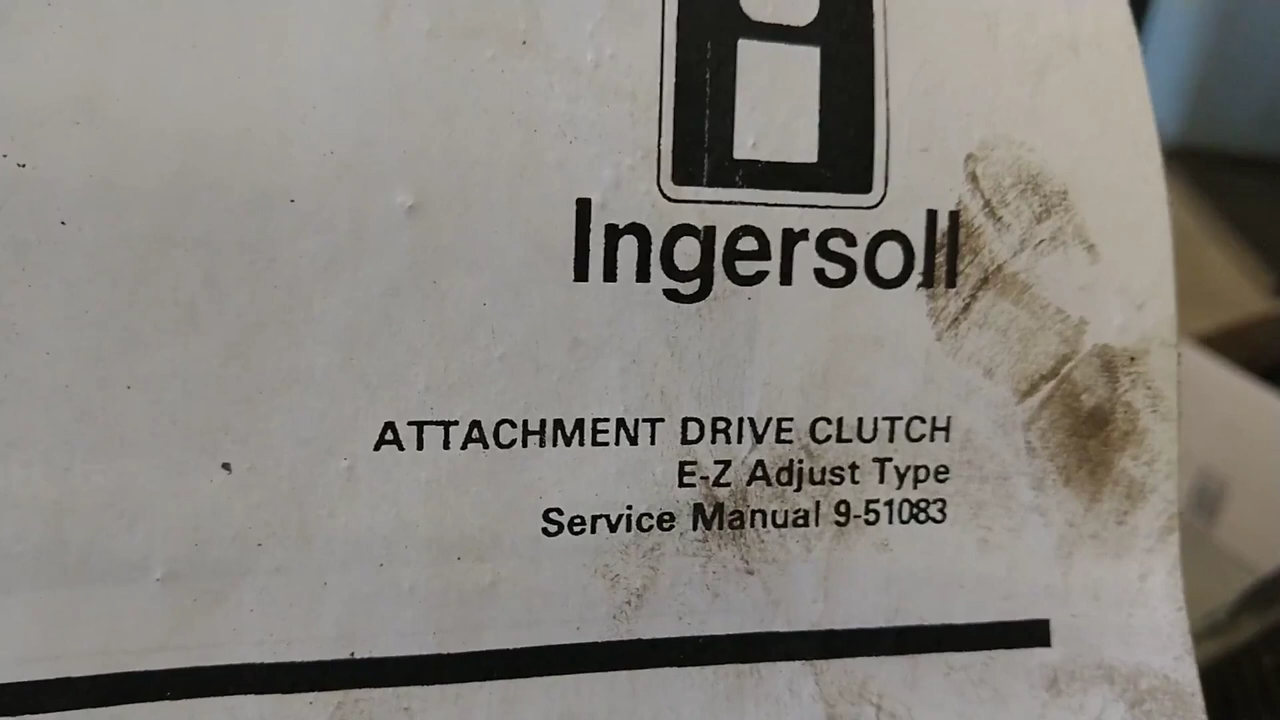 Ingersoll
ATTACHMENT DRIVE CLUTCH
E-Z Adjust Type
Service Manual 9-51083